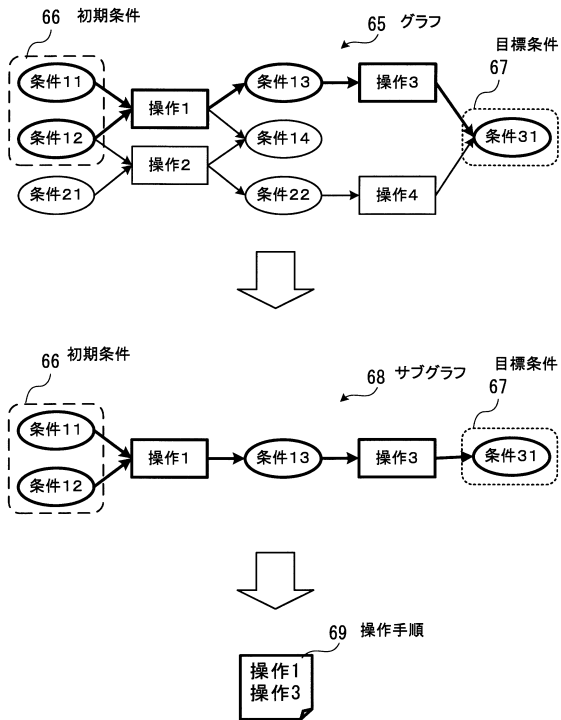 66 初期条件
65 グラフ
目標条件
67
条件11
条件13
操作3
操作1
条件12
条件14
条件31
操作2
条件21
条件22
操作4
66 初期条件
68 サブグラフ
目標条件
67
条件11
操作1
条件13
操作3
条件31
条件12
69 操作手順
操作1
操作3